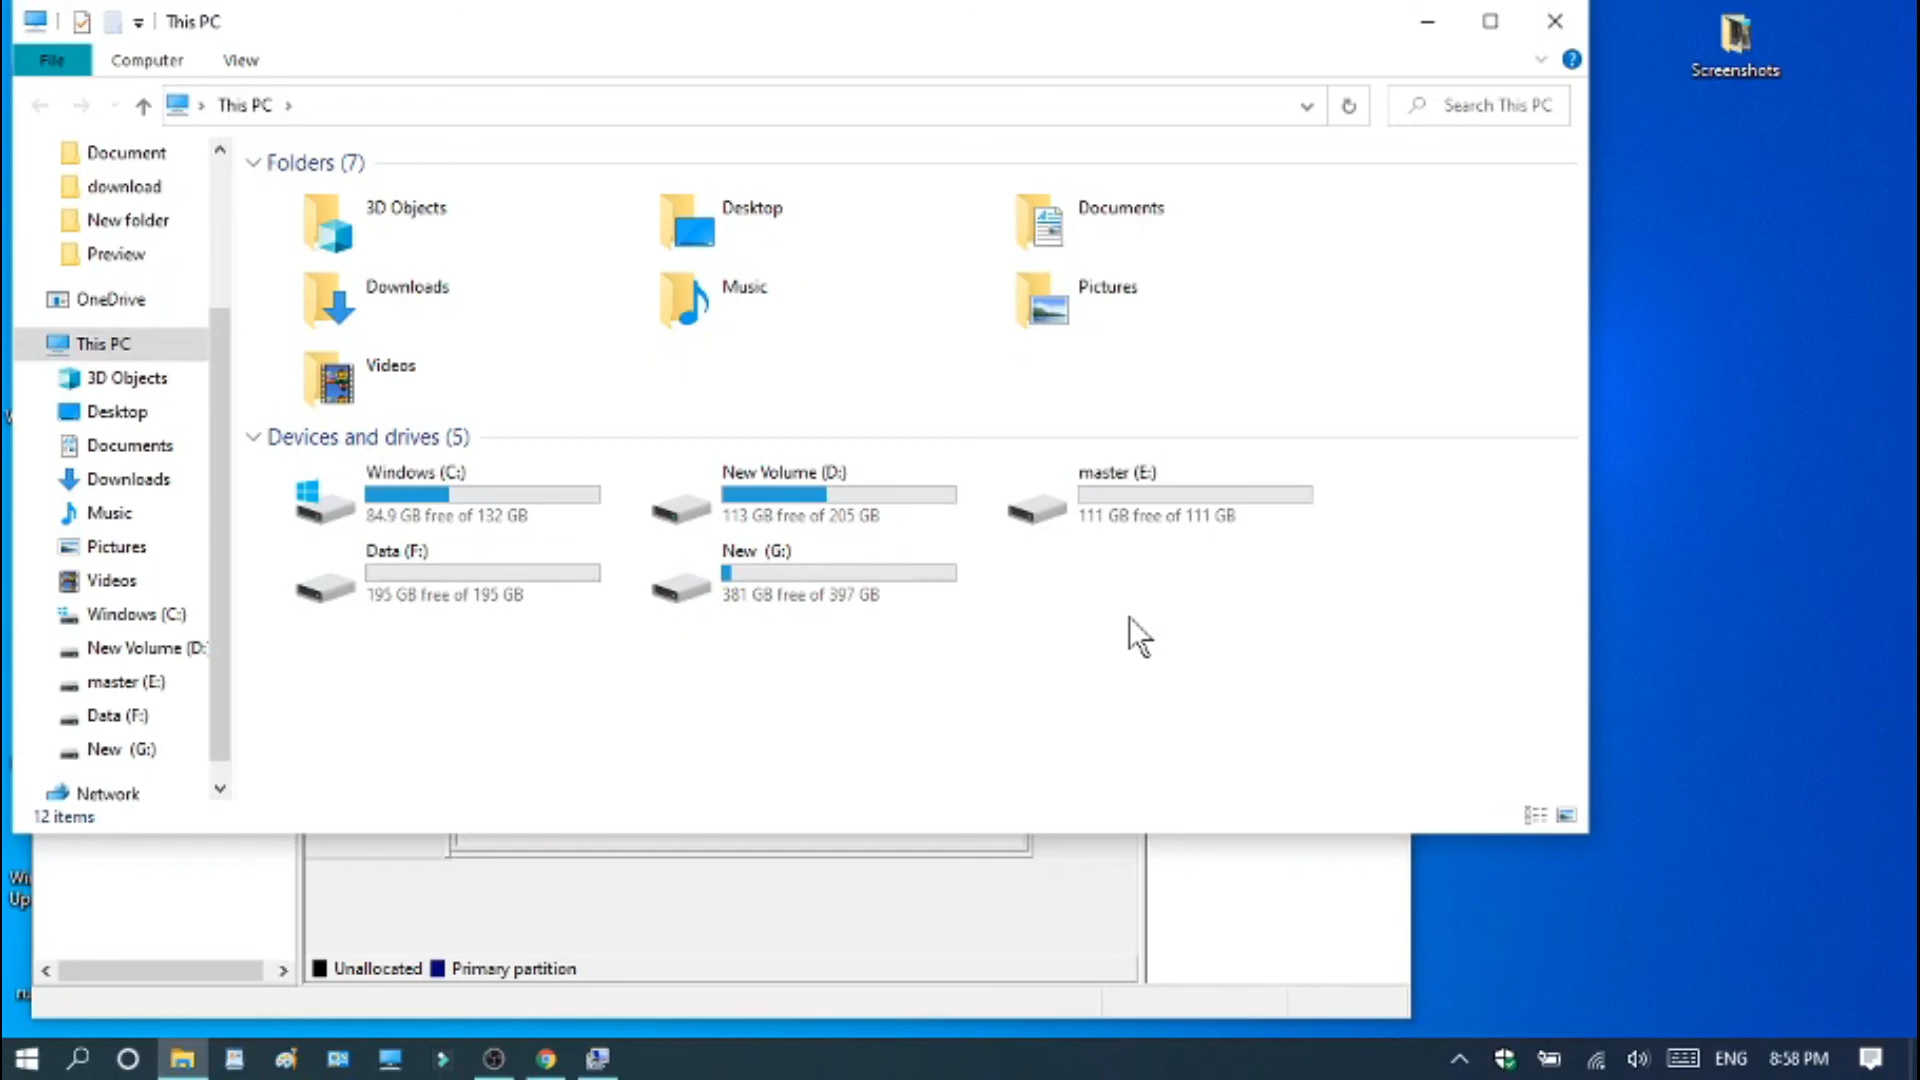 This PC
Screenshots
File
Computer
View
This PC
Search This PC
Document
download
New folder
Preview
OneDrive
This PC
3D Objects
Desktop
Documents
Downloads
Music
Pictures
Videos
Windows (C:)
New Volume (D:
master (E:)
Data (F:)
New (G:)
Network
12 items
Folders (7)
3D Objects
Desktop
Documents
Downloads
Music
Pictures
Videos
Devices and drives (5)
Windows (C:)
84.9 GB free of 132 GB
New Volume (D:)
113 GB free of 205 GB
master (E:)
111 GB free of 111 GB
Data (F:)
195 GB free of 195 GB
New (G:)
381 GB free of 397 GB
Unallocated
Primary partition
ENG
8:58 PM